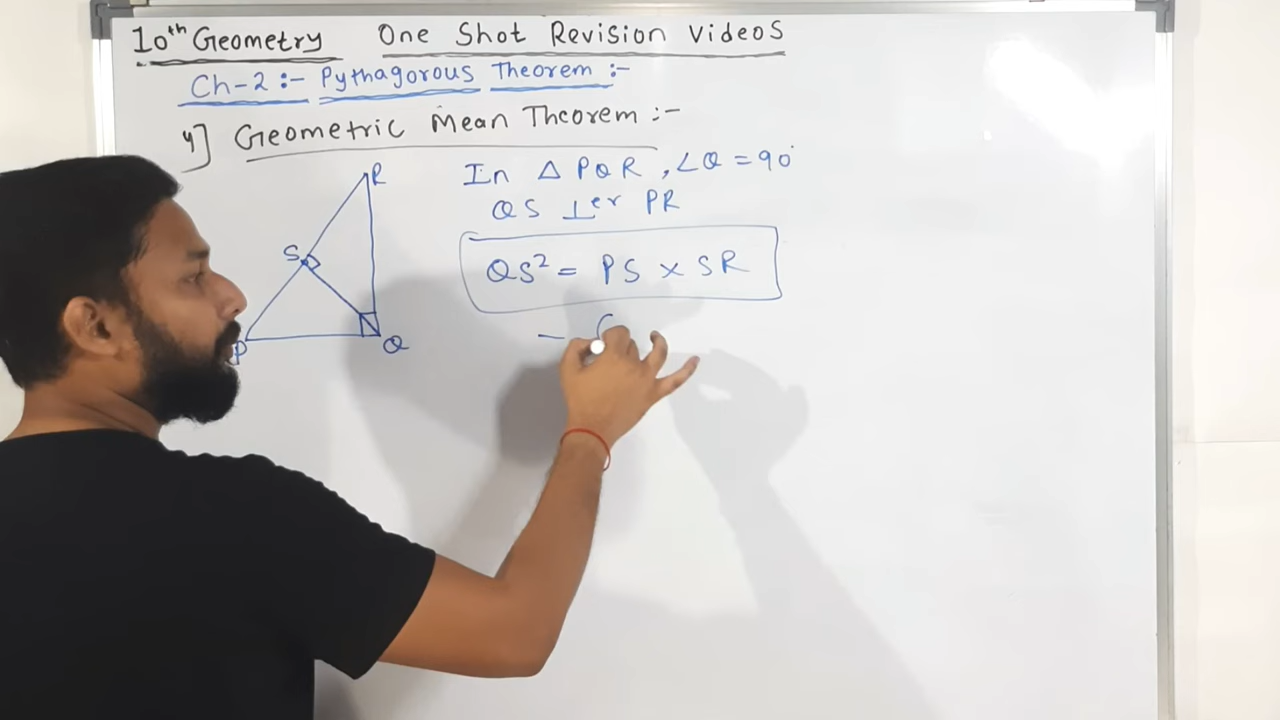 10th Geometry One Shot Revision Videos
Ch-2 :- Pythagorous Theorem :-
4] Geometric Mean Theorem :-
R
S
P
Q
In △ PQR, ∠Q = 90°
QS ⊥er PR
QS² = PS × SR
–